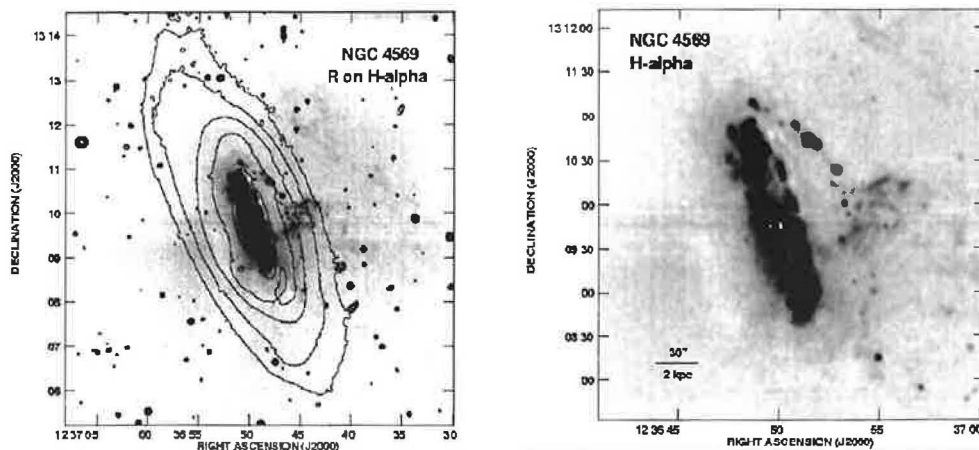 NGC 4569
R on H-alpha
DECLINATION (J2000)
13 14
13
12
11
10
09
08
07
06
12 37 05
00
36 55
50
45
40
35
30
RIGHT ASCENSION (J2000)
NGC 4569
H-alpha
DECLINATION (J2000)
13 12 00
11 30
00
10 30
00
09 30
00
03 30
00
30"
2 kpc
12 36 45
50
55
37 00
RIGHT ASCENSION (J2000)